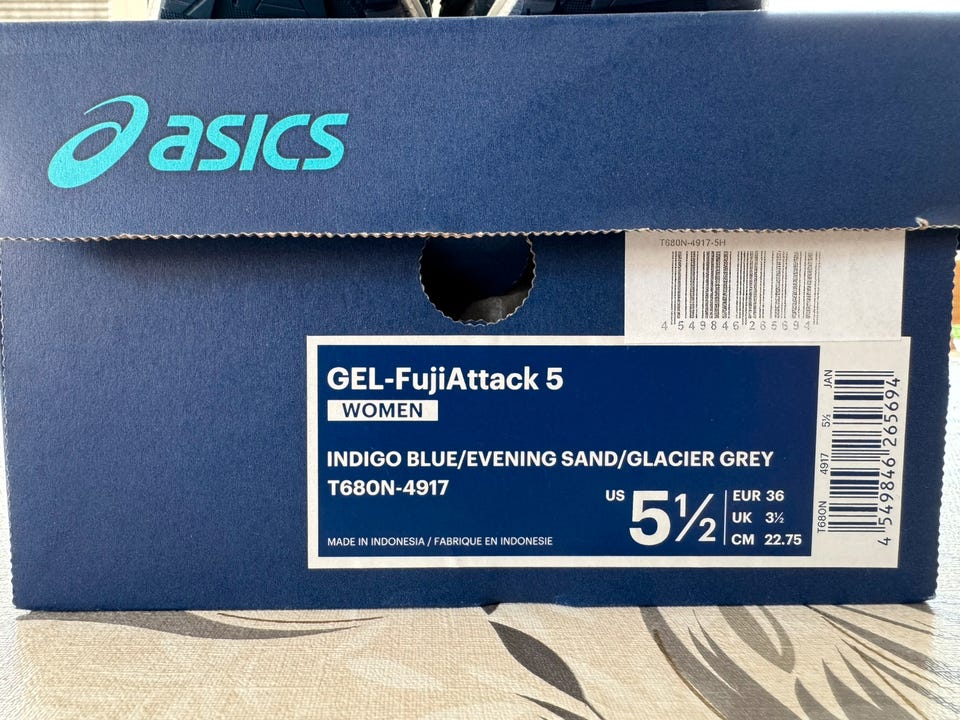 asics
T680N-4917-5H
4 549846 265694
GEL-FujiAttack 5
WOMEN
INDIGO BLUE/EVENING SAND/GLACIER GREY
T680N-4917
US 5½
EUR 36
UK 3½
CM 22.75
MADE IN INDONESIA / FABRIQUE EN INDONESIE
T680N 4917 5½ JAN
4 549846 265694